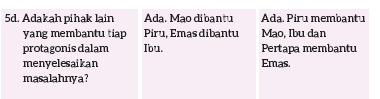 5d. Adakah pihak lain
yang membantu tiap
protagonis dalam
menyelesaikan
masalahnya?
Ada. Mao dibantu
Piru, Emas dibantu
Ibu.
Ada. Piru membantu
Mao, Ibu dan
Pertapa membantu
Emas.